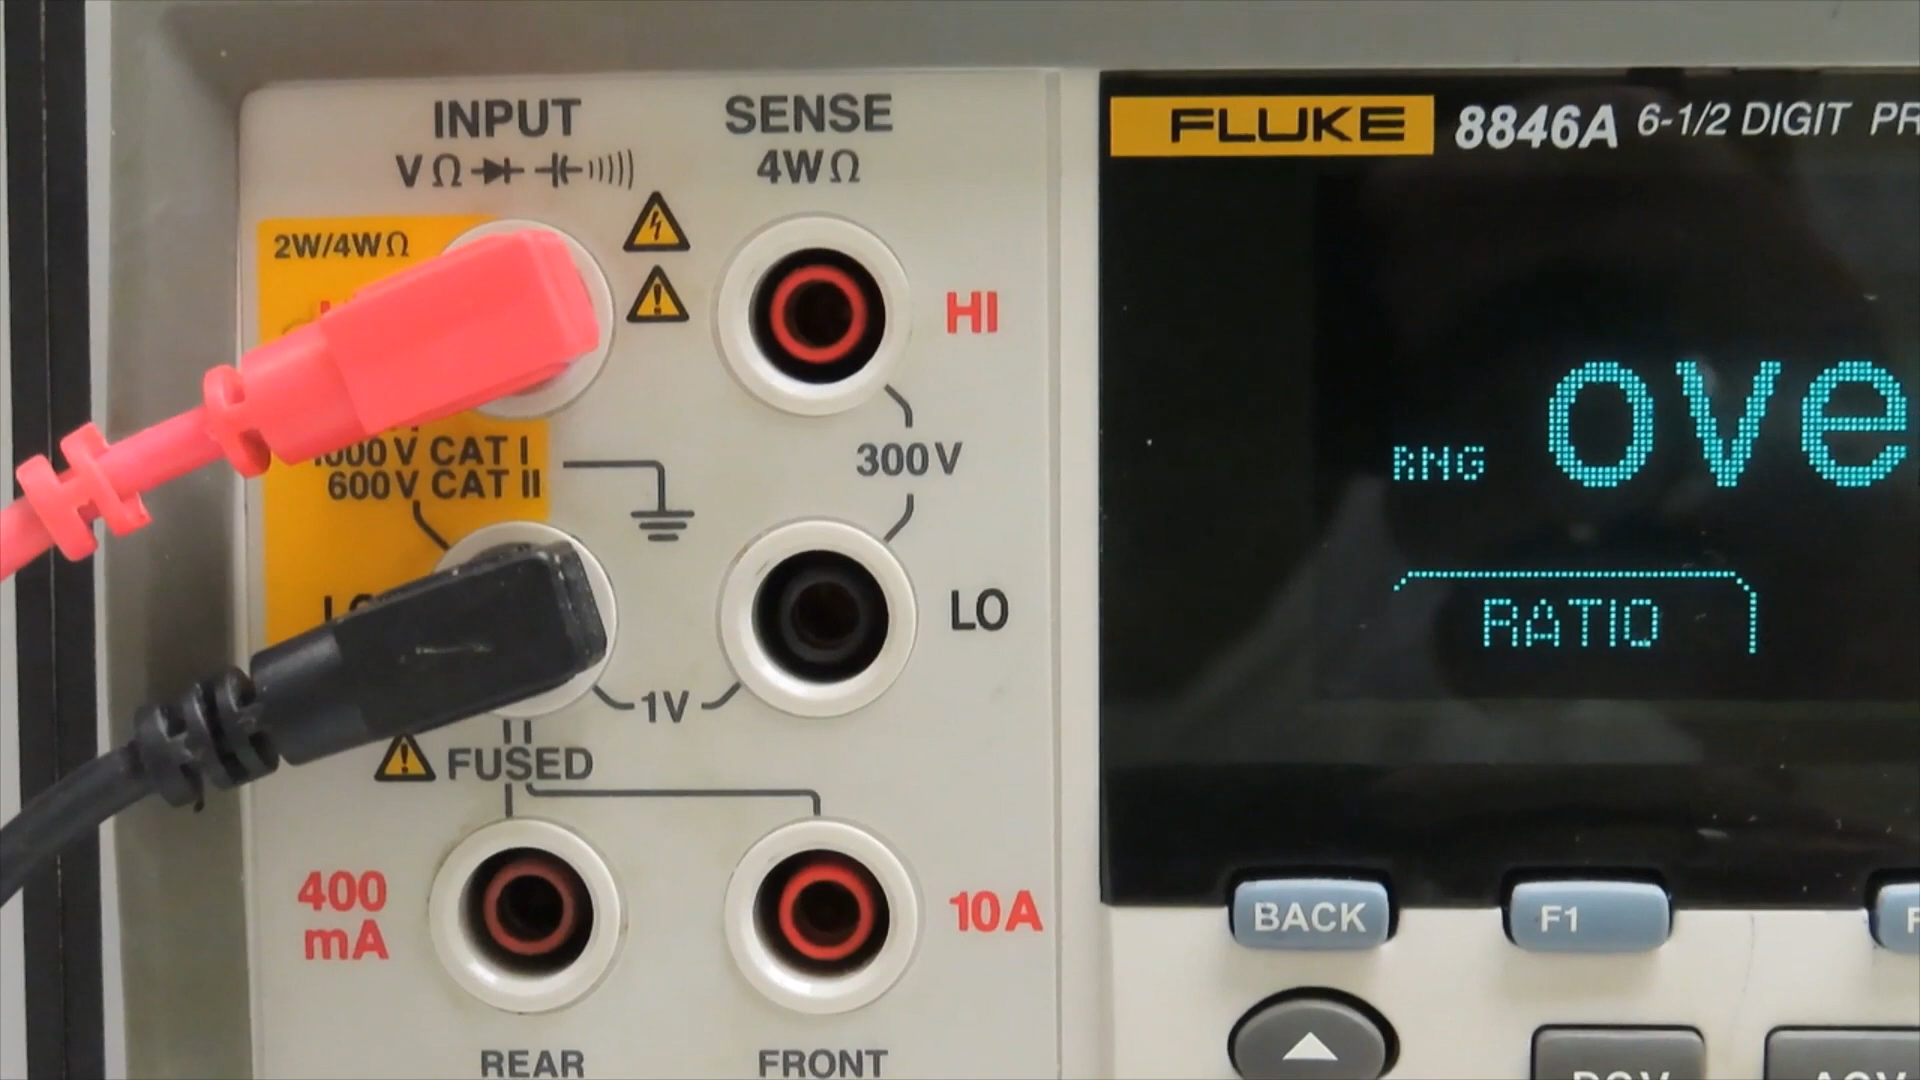 INPUT
VΩ
SENSE
4WΩ
2W/4WΩ
HI
1000V CAT I
600V CAT II
300V
LO
1V
FUSED
400
mA
10A
REAR
FRONT
FLUKE
8846A 6-1/2 DIGIT PR
RNG ove
RATIO
BACK
F1
F